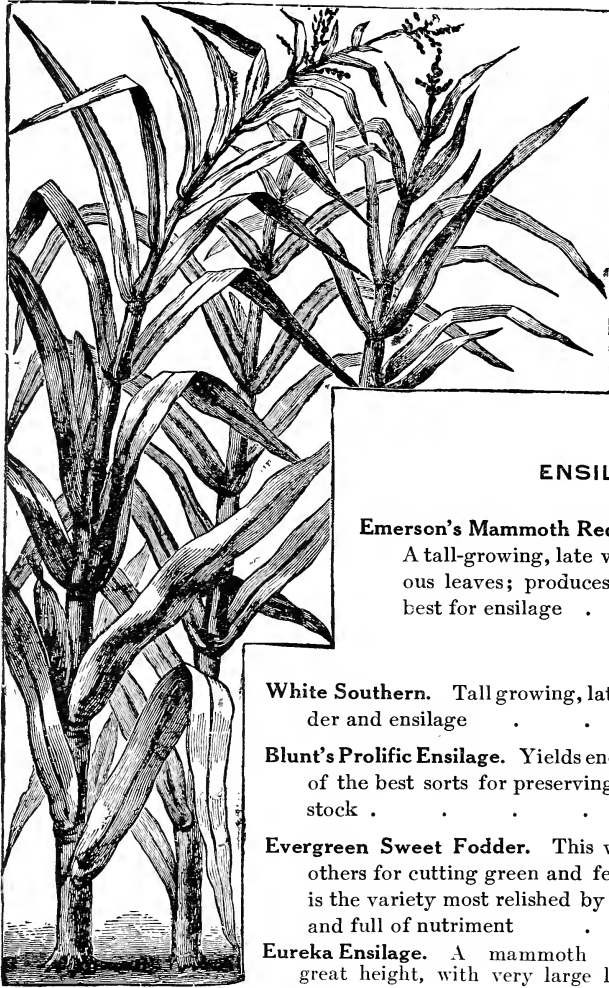 ENSIL
Emerson's Mammoth Red
A tall-growing, late v
ous leaves; produces
best for ensilage .
White Southern. Tall growing, lat
der and ensilage . .
Blunt's Prolific Ensilage. Yields en
of the best sorts for preserving
stock . . . .
Evergreen Sweet Fodder. This v
others for cutting green and fe
is the variety most relished by
and full of nutriment .
Eureka Ensilage. A mammoth
great height, with very large l